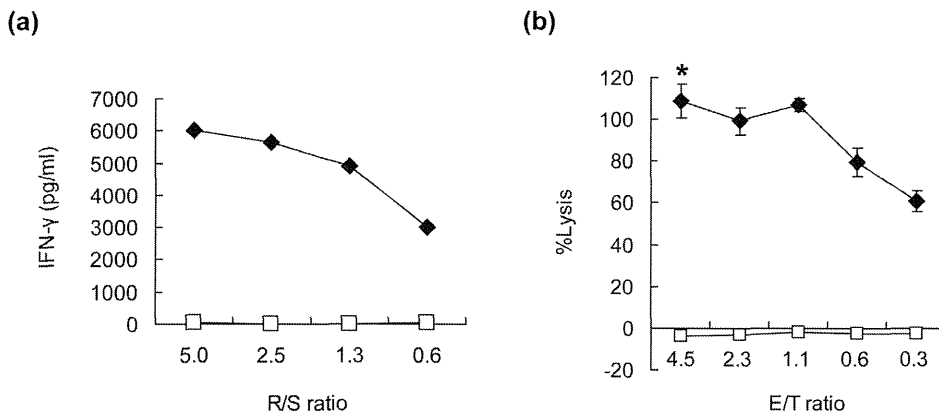 (a)
IFN-γ (pg/ml)
7000
6000
5000
4000
3000
2000
1000
0
5.0 2.5 1.3 0.6
R/S ratio
(b)
*
%Lysis
120
100
80
60
40
20
0
-20
4.5 2.3 1.1 0.6 0.3
E/T ratio